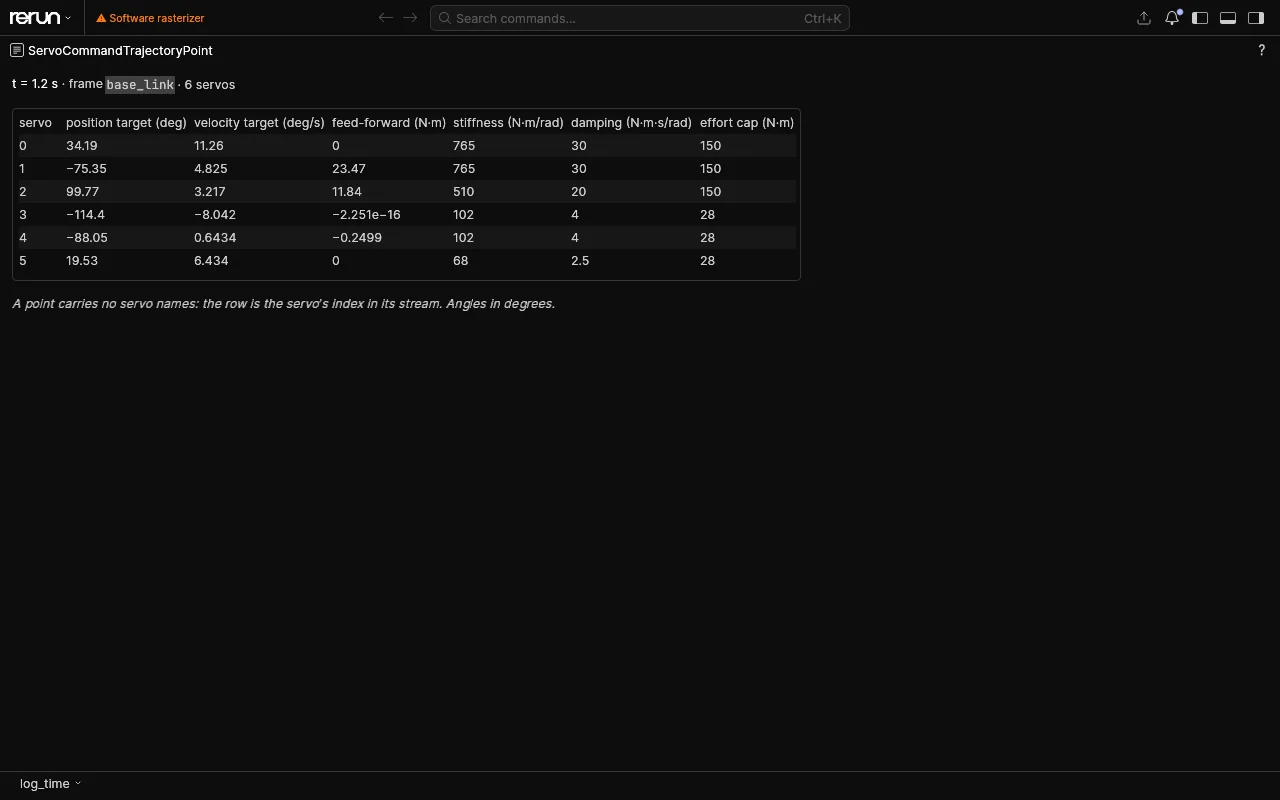 rerun
Software rasterizer
Search commands...
Ctrl+K
ServoCommandTrajectoryPoint
?
t = 1.2 s · frame base_link · 6 servos
servo position target (deg) velocity target (deg/s) feed-forward (N·m) stiffness (N·m/rad) damping (N·m·s/rad) effort cap (N·m)
0 34.19 11.26 0 765 30 150
1 −75.35 4.825 23.47 765 30 150
2 99.77 3.217 11.84 510 20 150
3 −114.4 −8.042 −2.251e−16 102 4 28
4 −88.05 0.6434 −0.2499 102 4 28
5 19.53 6.434 0 68 2.5 28
A point carries no servo names: the row is the servo's index in its stream. Angles in degrees.
log_time